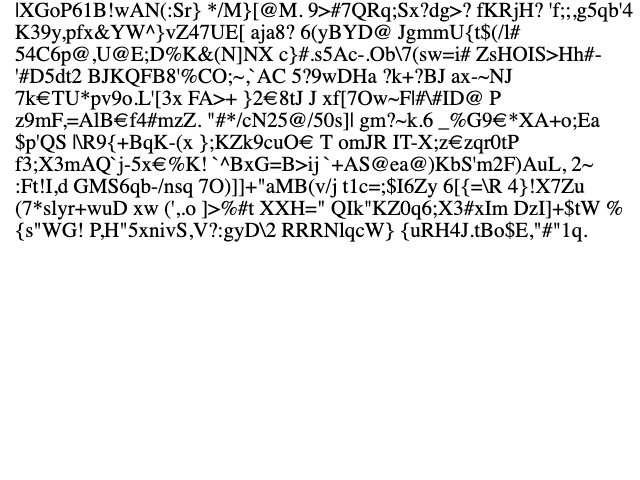 |XGoP61B!wAN(:Sr} */M}[@M. 9>#7QRq;Sx?dg>? fKRjH? 'f;;,g5qb'4
K39y,pfx&YW^}vZ47UE[ aja8? 6(yBYD@ JgmmU{t$(/l#
54C6p@,U@E;D%K&(N]NX c}#.s5Ac-.Ob\7(sw=i# ZsHOIS>Hh#-
'#D5dt2 BJKQFB8'%CO;~,`AC 5?9wDHa ?k+?BJ ax-~NJ
7k€TU*pv9o.L'[3x FA>+ }2€8tJ J xf[7Ow~F|#\#ID@ P
z9mF,=AlB€f4#mzZ. "#*/cN25@/50s]| gm?~k.6 _%G9€*XA+o;Ea
$p'QS |\R9{+BqK-(x };KZk9cuO€ T omJR IT-X;z€zqr0tP
f3;X3mAQ`j-5x€%K! `^BxG=B>ij`+AS@ea@)KbS'm2F)AuL, 2~
:Ft!I,d GMS6qb-/nsq 7O)]]+"aMB(v/j t1c=;$I6Zy 6[{=\R 4}!X7Zu
(7*slyr+wuD xw (',.o ]>%#t XXH=" QIk"KZ0q6;X3#xIm DzI]+$tW %
{s"WG! P,H"5xnivS,V?:gyD\2 RRRNlqcW} {uRH4J.tBo$E,"#"1q.